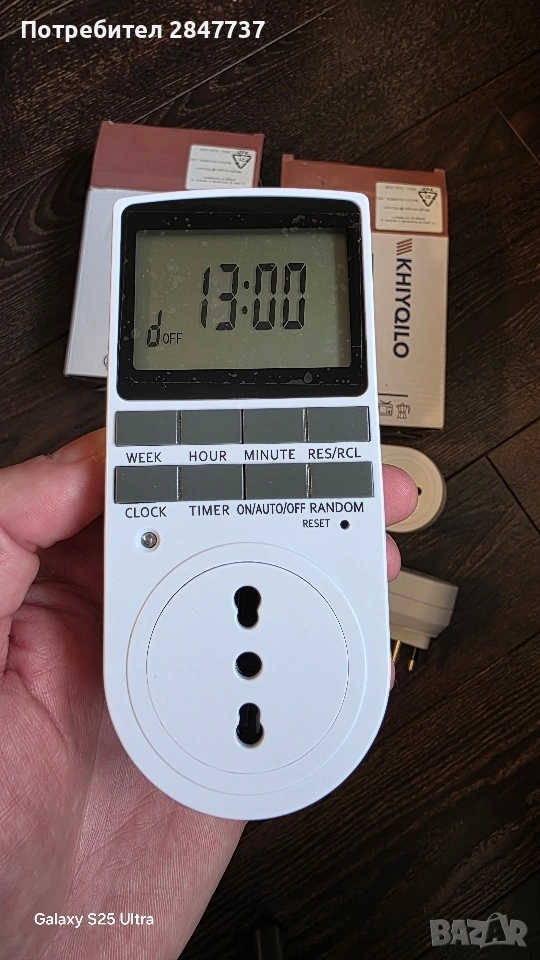 Потребител 2847737
KHIYQILO
13:00
d OFF
WEEK HOUR MINUTE RES/RCL
CLOCK TIMER ON/AUTO/OFF RANDOM
RESET
Galaxy S25 Ultra
BAZAR